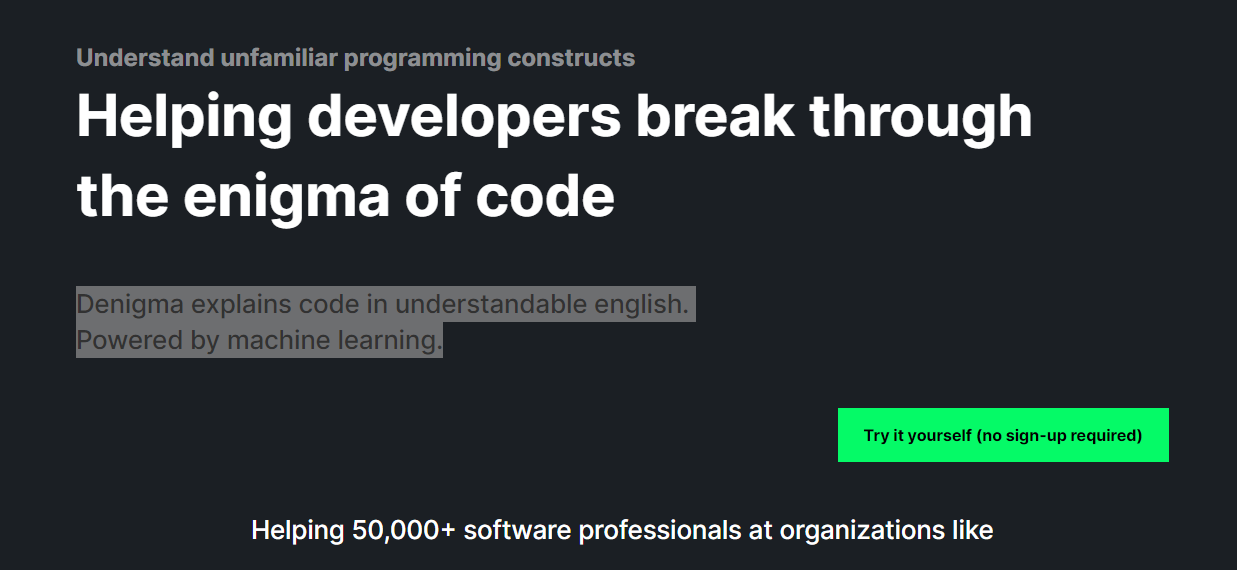 Understand unfamiliar programming constructs
Helping developers break through
the enigma of code
Denigma explains code in understandable english.
Powered by machine learning.
Try it yourself (no sign-up required)
Helping 50,000+ software professionals at organizations like